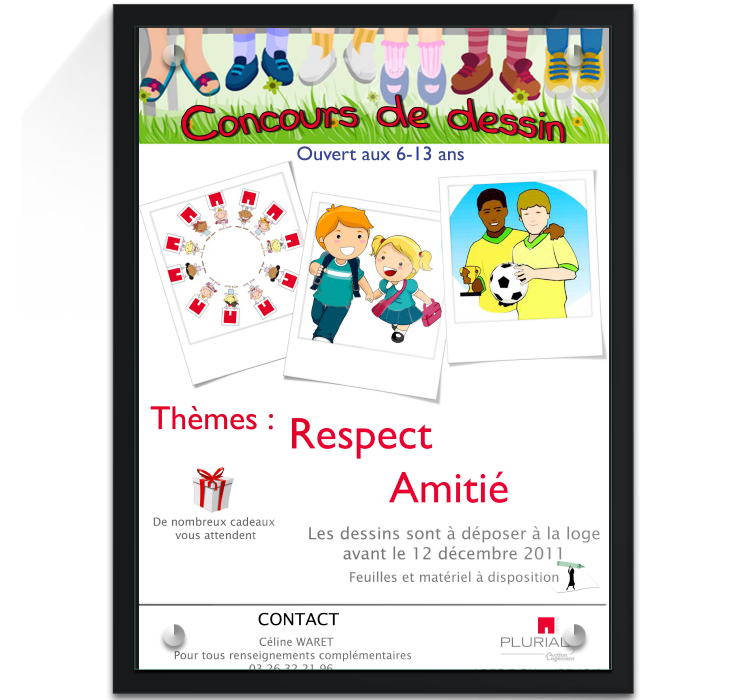 Concours de dessin
Ouvert aux 6-13 ans
Thèmes :
Respect
Amitié
De nombreux cadeaux
vous attendent
Les dessins sont à déposer à la loge
avant le 12 décembre 2011
Feuilles et matériel à disposition
CONTACT
Céline WARET
Pour tous renseignements complémentaires
03 26 32 21 96
PLURIAL
Action
Logement